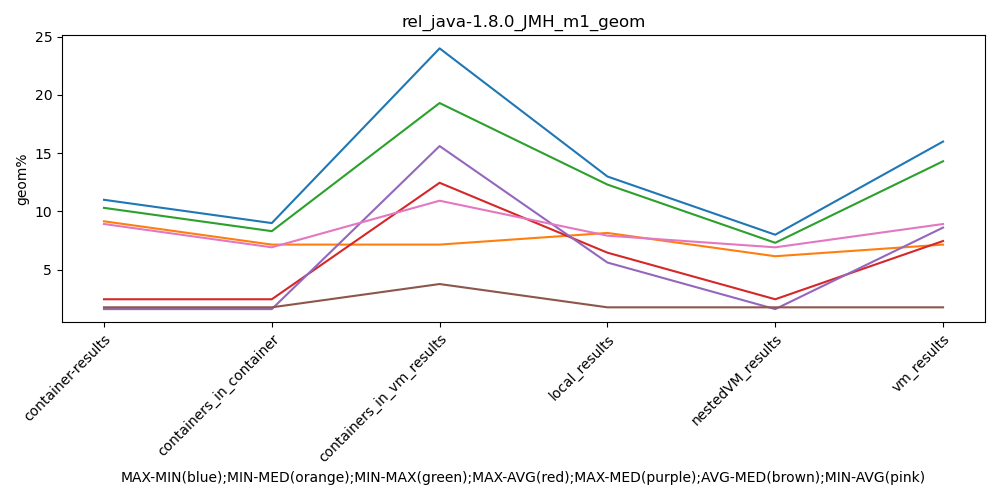 rel_java-1.8.0_JMH_m1_geom
geom%
25
20
15
10
5
container-results
containers_in_container
containers_in_vm_results
local_results
nestedVM_results
vm_results
MAX-MIN(blue);MIN-MED(orange);MIN-MAX(green);MAX-AVG(red);MAX-MED(purple);AVG-MED(brown);MIN-AVG(pink)